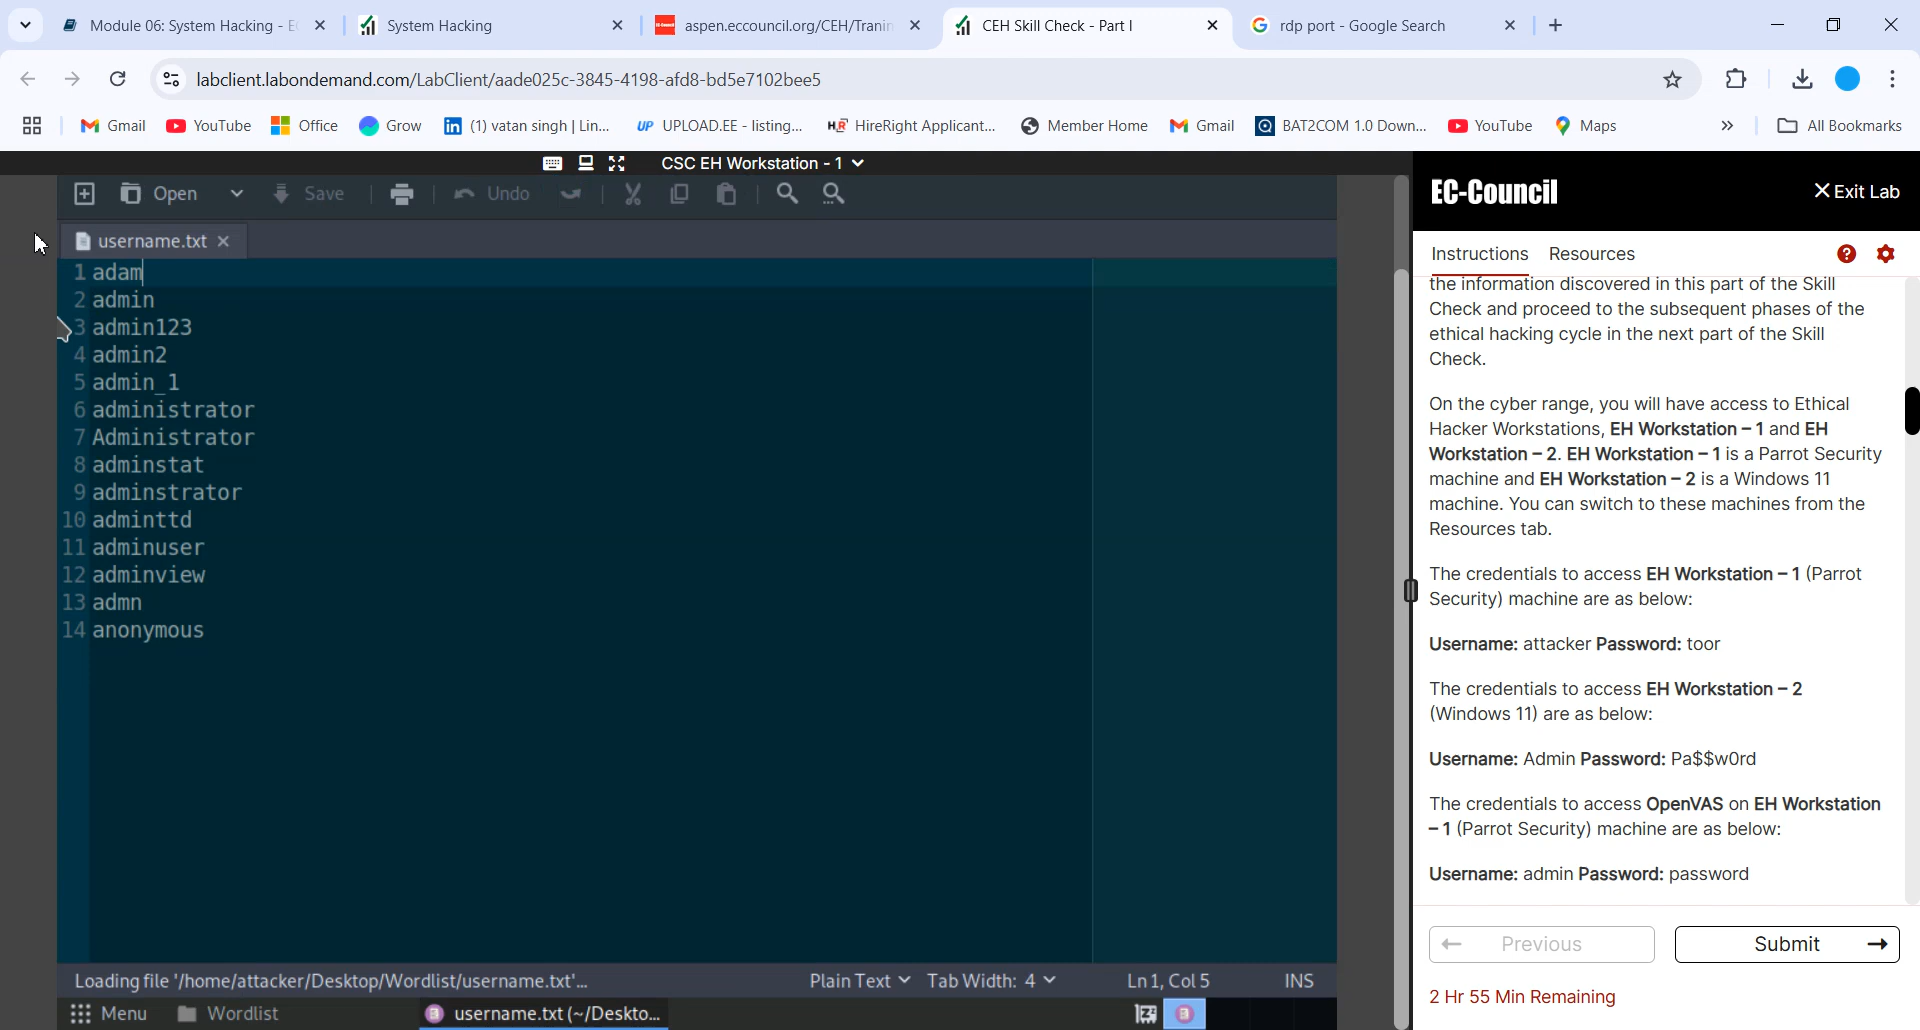 Module 06: System Hacking - E
System Hacking
aspen.eccouncil.org/CEH/Tranin
CEH Skill Check - Part I
rdp port - Google Search
labclient.labondemand.com/LabClient/aade025c-3845-4198-afd8-bd5e7102bee5
Gmail
YouTube
Office
Grow
(1) vatan singh | Lin...
UPLOAD.EE - listing...
HireRight Applicant...
Member Home
Gmail
BAT2COM 1.0 Down...
YouTube
Maps
All Bookmarks
CSC EH Workstation - 1
Open
Save
Undo
username.txt
1 adam
2 admin
3 admin123
4 admin2
5 admin_1
6 administrator
7 Administrator
8 adminstat
9 adminstrator
10 adminttd
11 adminuser
12 adminview
13 admn
14 anonymous
Loading file '/home/attacker/Desktop/Wordlist/username.txt'...
Plain Text
Tab Width: 4
Ln 1, Col 5
INS
Menu
Wordlist
username.txt (~/Deskto...
EC-Council
Exit Lab
Instructions
Resources
the information discovered in this part of the Skill
Check and proceed to the subsequent phases of the
ethical hacking cycle in the next part of the Skill
Check.
On the cyber range, you will have access to Ethical
Hacker Workstations, EH Workstation – 1 and EH
Workstation – 2. EH Workstation – 1 is a Parrot Security
machine and EH Workstation – 2 is a Windows 11
machine. You can switch to these machines from the
Resources tab.
The credentials to access EH Workstation – 1 (Parrot
Security) machine are as below:
Username: attacker Password: toor
The credentials to access EH Workstation – 2
(Windows 11) are as below:
Username: Admin Password: Pa$$w0rd
The credentials to access OpenVAS on EH Workstation
– 1 (Parrot Security) machine are as below:
Username: admin Password: password
Previous
Submit
2 Hr 55 Min Remaining